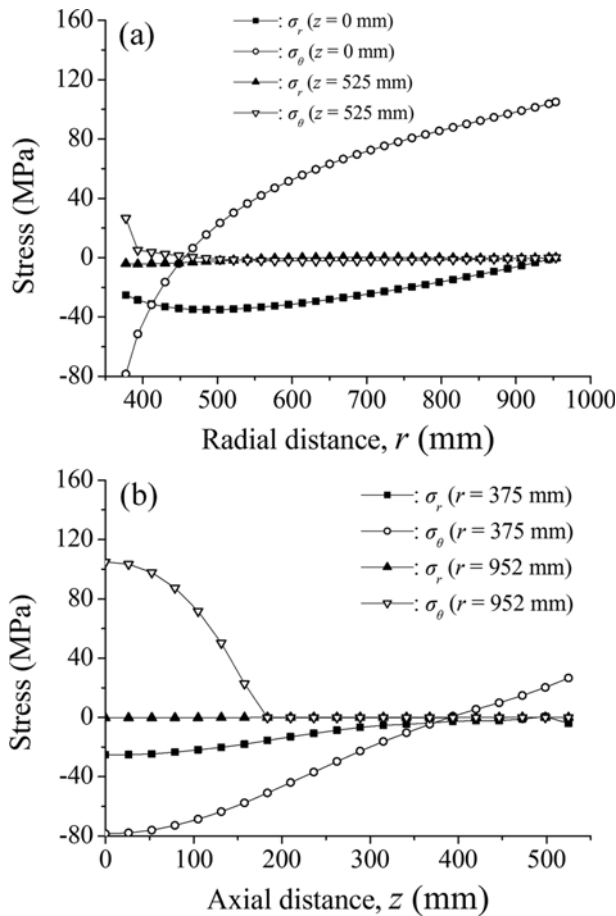 (a)
: σr (z = 0 mm)
: σθ (z = 0 mm)
: σr (z = 525 mm)
: σθ (z = 525 mm)
160
120
80
40
0
-40
-80
Stress (MPa)
400 500 600 700 800 900 1000
Radial distance, r (mm)
(b)
: σr (r = 375 mm)
: σθ (r = 375 mm)
: σr (r = 952 mm)
: σθ (r = 952 mm)
160
120
80
40
0
-40
-80
Stress (MPa)
0 100 200 300 400 500
Axial distance, z (mm)